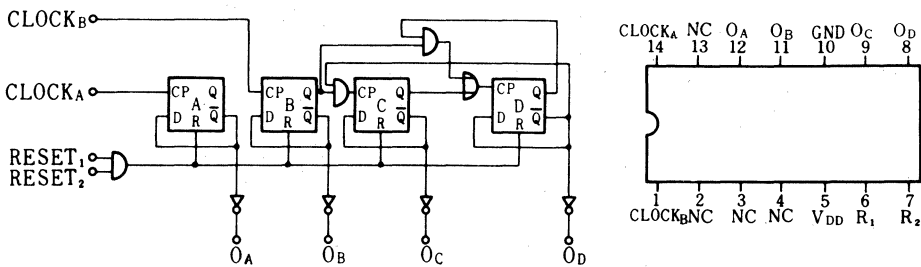 CLOCKB
CLOCKA
CP Q
A
D R Q̅
CP Q
B
D R Q̅
CP Q
C
D R Q̅
CP Q
D
D R Q̅
RESET1
RESET2
OA OB OC OD
CLOCKA NC OA OB GND OC OD
14 13 12 11 10 9 8
1 2 3 4 5 6 7
CLOCKB NC NC NC VDD R1 R2